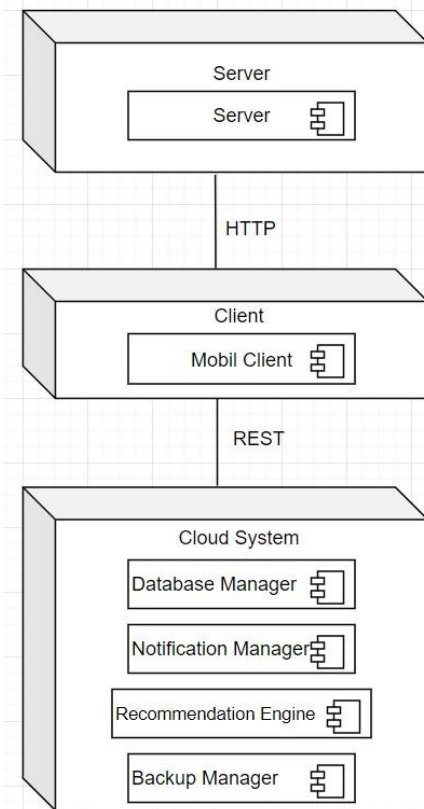 Server
Server
HTTP
Client
Mobil Client
REST
Cloud System
Database Manager
Notification Manager
Recommendation Engine
Backup Manager